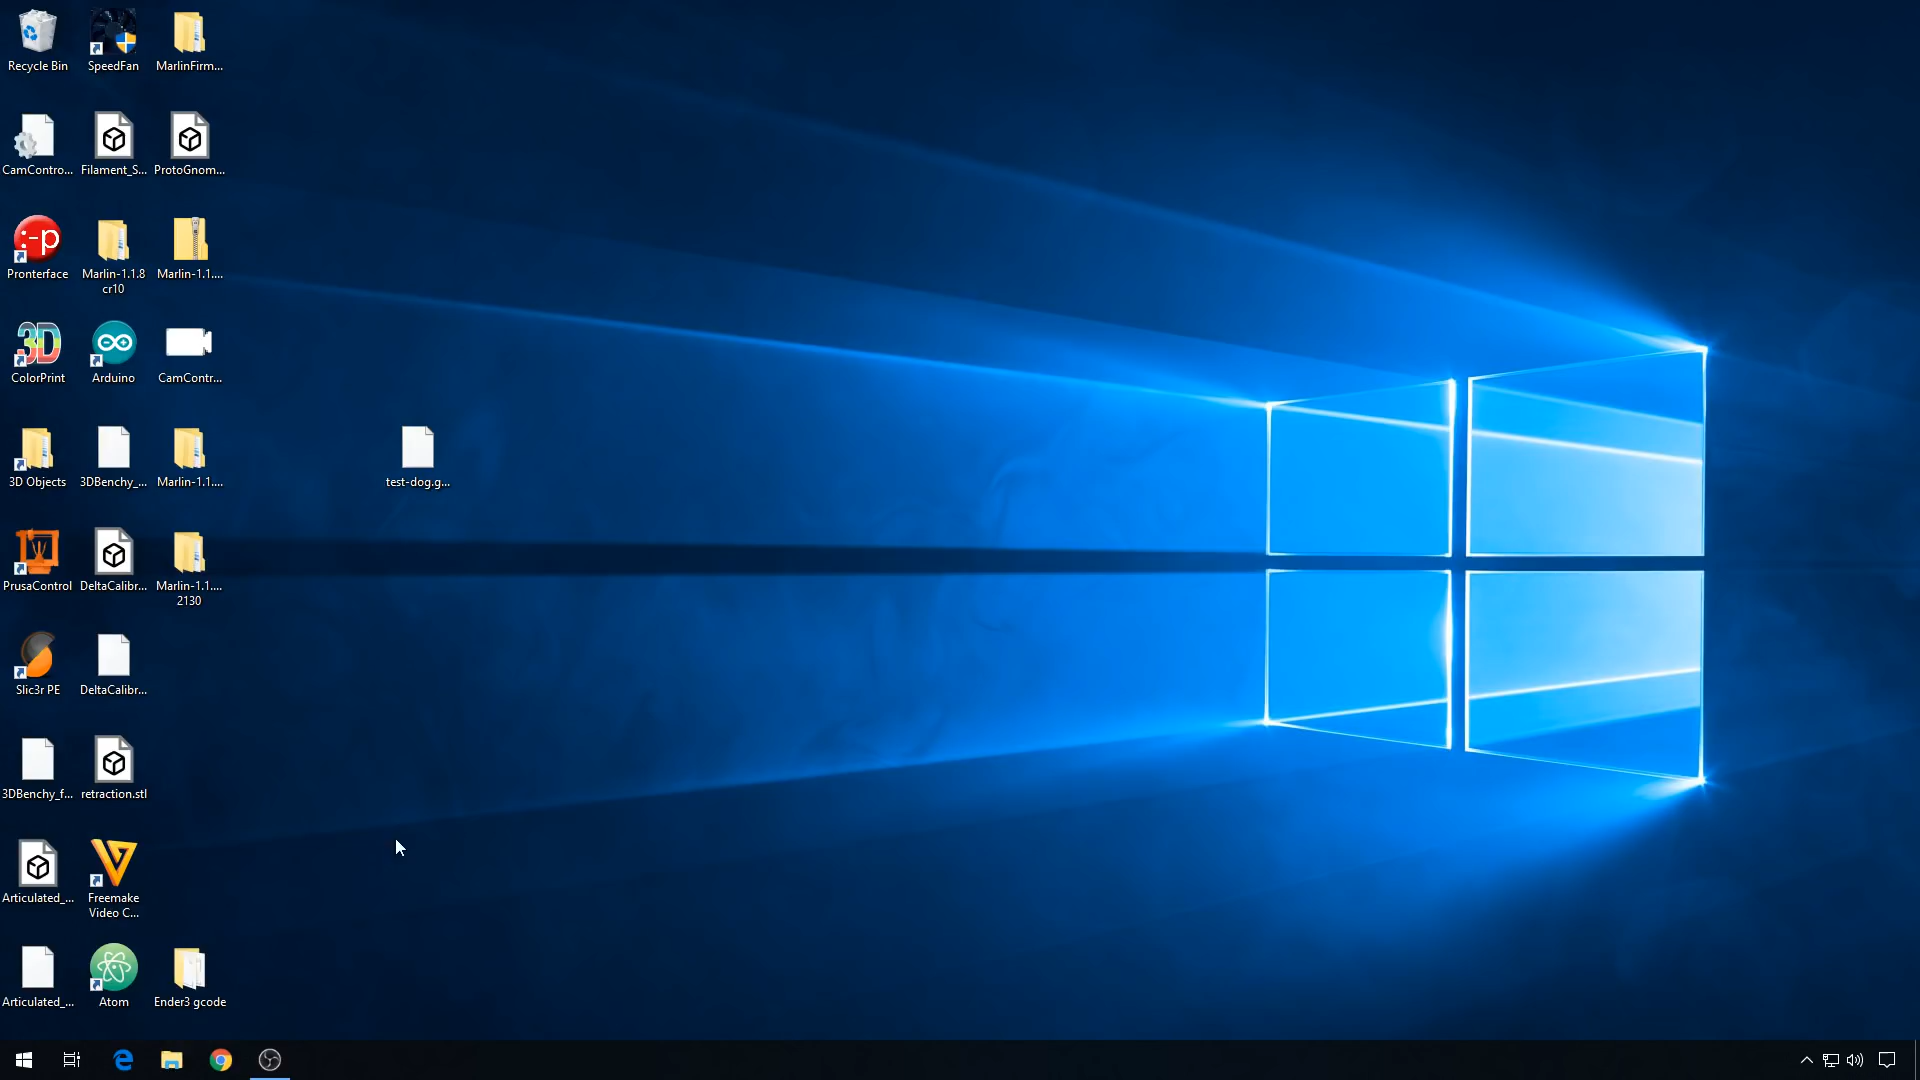 Recycle Bin
SpeedFan
MarlinFirm...
CamContro...
Filament_S...
ProtoGnom...
:-p
Pronterface
Marlin-1.1.8
cr10
Marlin-1.1....
3D
ColorPrint
Arduino
CamContr...
3D Objects
3DBenchy_...
Marlin-1.1....
test-dog.g...
PrusaControl
DeltaCalibr...
Marlin-1.1....
2130
Slic3r PE
DeltaCalibr...
3DBenchy_f...
retraction.stl
Articulated_...
Freemake
Video C...
Articulated_...
Atom
Ender3 gcode